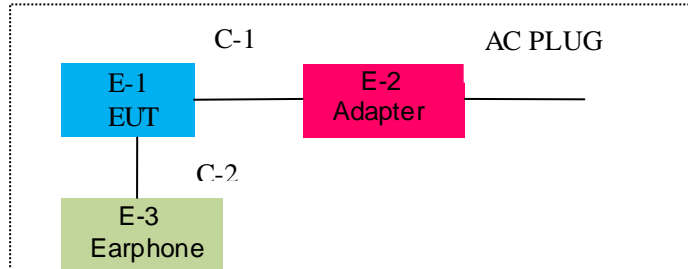 C-1
AC PLUG
E-1
EUT
E-2
Adapter
C-2
E-3
Earphone